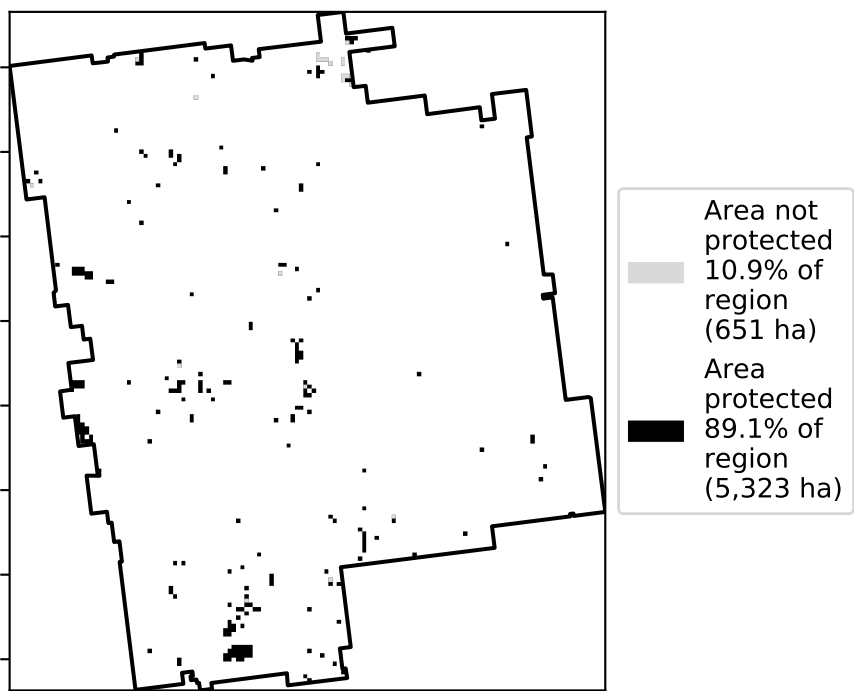 Area not
protected
10.9% of
region
(651 ha)
Area
protected
89.1% of
region
(5,323 ha)